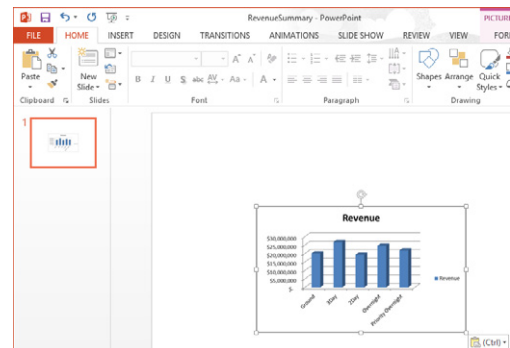 RevenueSummary - PowerPoint
PICTUR
FILE HOME INSERT DESIGN TRANSITIONS ANIMATIONS SLIDE SHOW REVIEW VIEW FOR
Paste
New
Slide
B I U S abc AV Aa A
Shapes Arrange Quick
Styles
Clipboard Slides Font Paragraph Drawing
1
Revenue
$30,000,000
$25,000,000
$20,000,000
$15,000,000
$10,000,000
$5,000,000
Ground 3Day 2Day Overnight Priority Overnight
Revenue
(Ctrl)